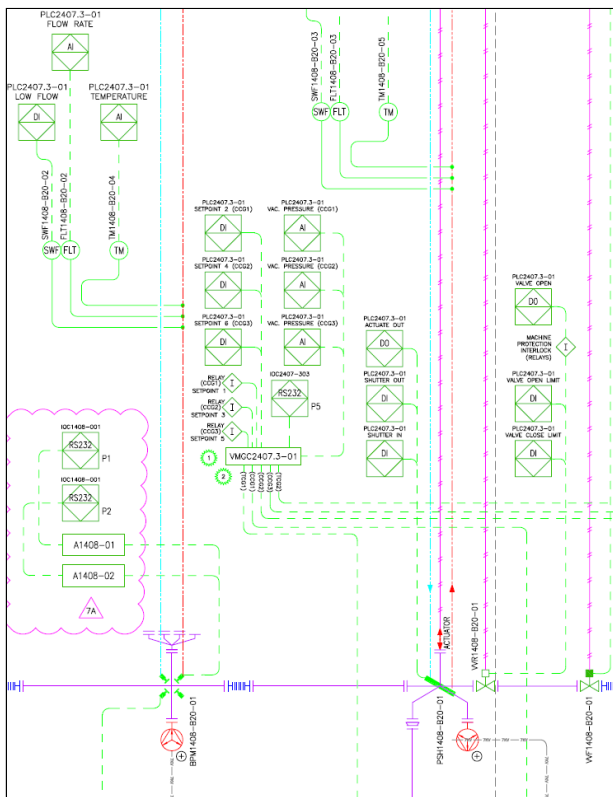 PLC2407.3-01
FLOW RATE
AI
PLC2407.3-01
LOW FLOW
DI
PLC2407.3-01
TEMPERATURE
AI
SWF1408-B20-02
FLT1408-B20-02
TM1408-B20-04
SWF
FLT
TM
SWF1408-B20-03
FLT1408-B20-03
TM1408-B20-05
SWF
FLT
TM
PLC2407.3-01
SETPOINT 2 (CCG1)
DI
PLC2407.3-01
VAC. PRESSURE (CCG1)
AI
PLC2407.3-01
SETPOINT 4 (CCG2)
DI
PLC2407.3-01
VAC. PRESSURE (CCG2)
AI
PLC2407.3-01
SETPOINT 6 (CCG3)
DI
PLC2407.3-01
VAC. PRESSURE (CCG3)
AI
RELAY
(CCG1)
SETPOINT 1
I
RELAY
(CCG2)
SETPOINT 3
I
RELAY
(CCG3)
SETPOINT 5
I
IOC2407-303
RS232
P5
1
VMGC2407.3-01
2
(TCG1)
(CCG1)
(CCG2)
(CCG3)
(TCG2)
PLC2407.3-01
ACTUATE OUT
DO
PLC2407.3-01
SHUTTER OUT
DI
PLC2407.3-01
SHUTTER IN
DI
PLC2407.3-01
VALVE OPEN
DO
MACHINE
PROTECTION
INTERLOCK
(RELAYS)
I
PLC2407.3-01
VALVE OPEN LIMIT
DI
PLC2407.3-01
VALVE CLOSE LIMIT
DI
IOC1408-001
RS232
P1
IOC1408-001
RS232
P2
A1408-01
A1408-02
7A
ACTUATOR
BPM1408-B20-01
PSH1408-B20-01
VVR1408-B20-01
VVF1408-B20-01